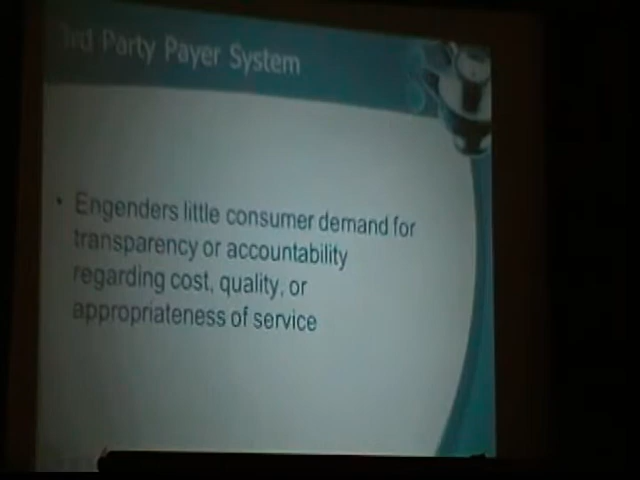 3rd Party Payer System
• Engenders little consumer demand for
transparency or accountability
regarding cost, quality, or
appropriateness of service